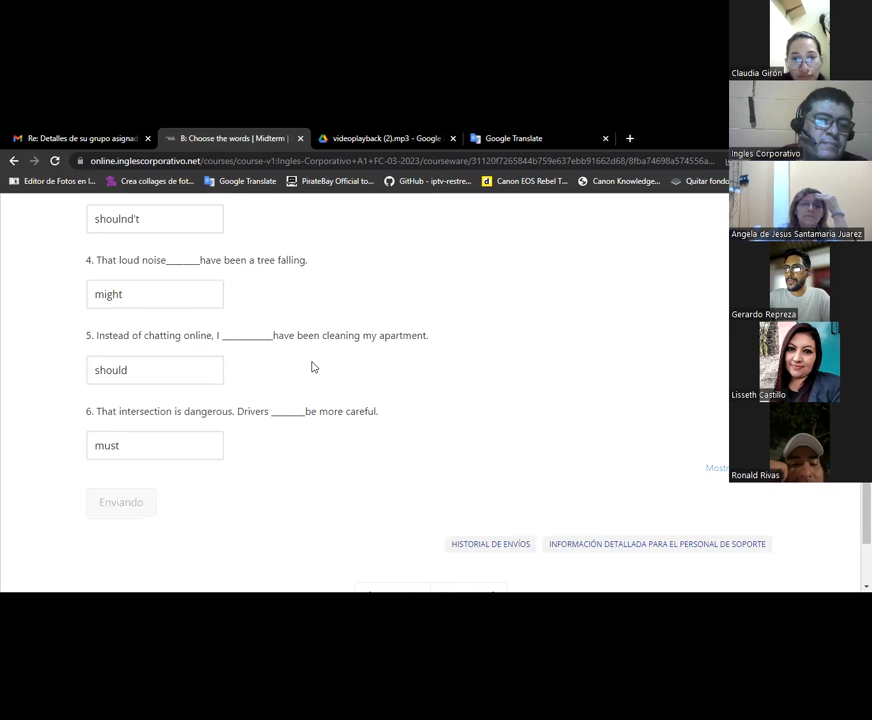 Re: Detalles de su grupo asignad
B: Choose the words | Midterm |
videoplayback (2).mp3 - Google
Google Translate
online.inglescorporativo.net/courses/course-v1:Ingles-Corporativo+A1+FC-03-2023/courseware/31120f7265844b759e637ebb91662d68/8fba74698a574556a...
Editor de Fotos en l...
Crea collages de fot...
Google Translate
PirateBay Official to...
GitHub - iptv-restre...
Canon EOS Rebel T...
Canon Knowledge...
Quitar fondo
shoulnd't
4. That loud noise_______have been a tree falling.
might
5. Instead of chatting online, I ___________have been cleaning my apartment.
should
6. That intersection is dangerous. Drivers _______be more careful.
must
Mostr
Enviando
HISTORIAL DE ENVÍOS
INFORMACIÓN DETALLADA PARA EL PERSONAL DE SOPORTE
Claudia Girón
Ingles Corporativo
Angela de Jesus Santamaria Juarez
Gerardo Repreza
Lisseth Castillo
Ronald Rivas